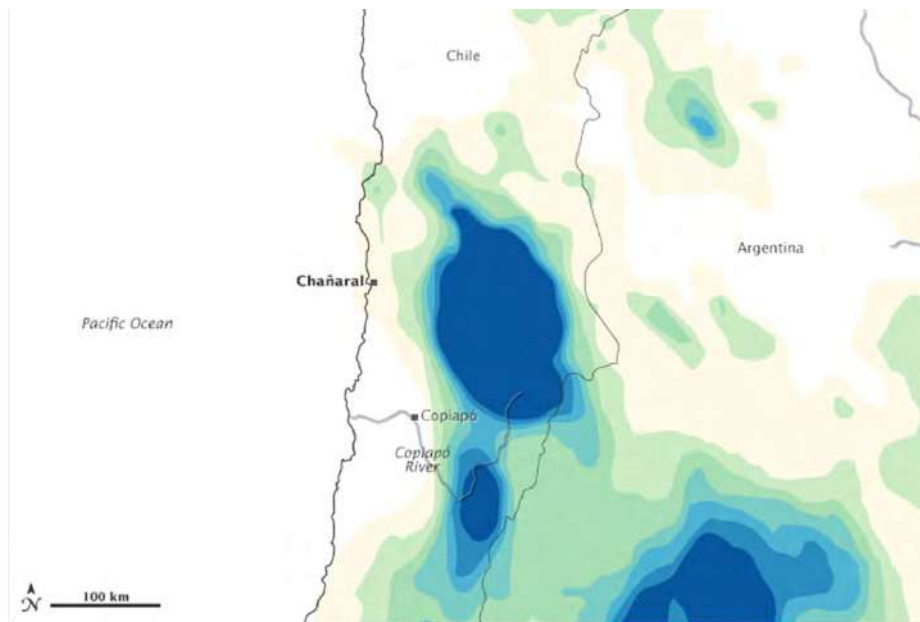 Chile
Argentina
Chañaral
Pacific Ocean
Copiapó
Copiapó
River
N
100 km